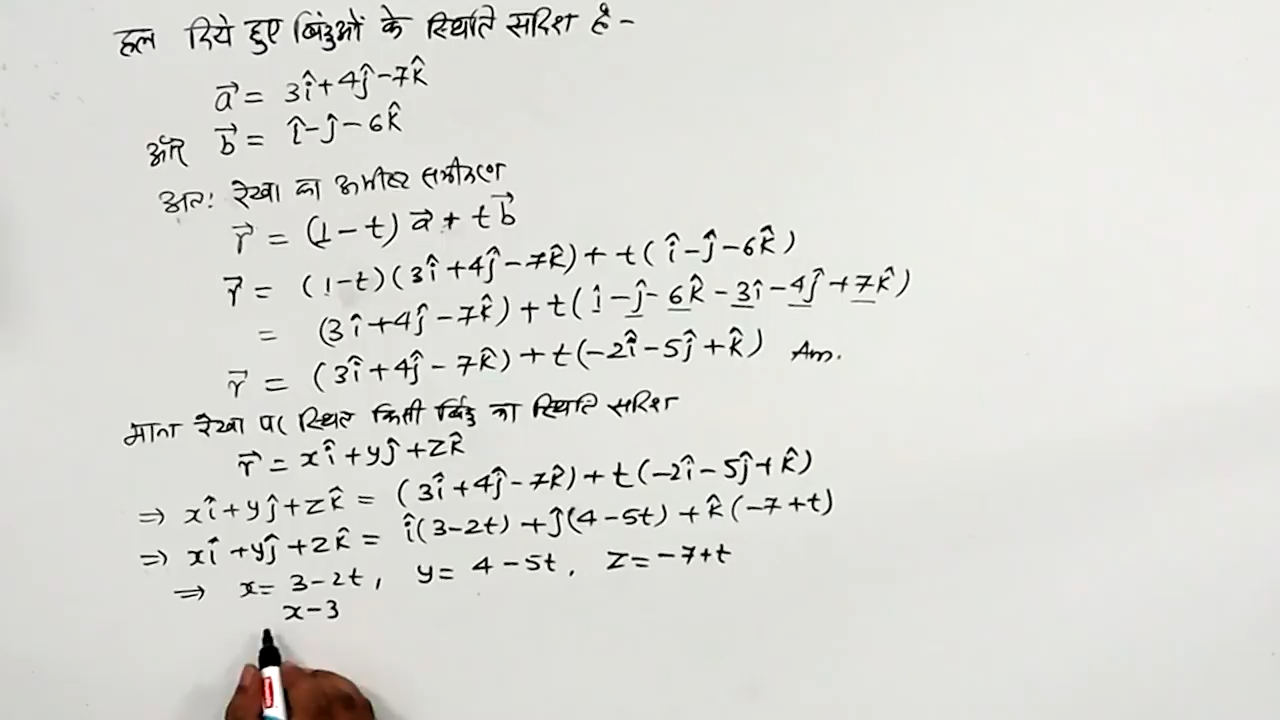 हल दिये हुए बिंदुओं के स्थिति सदिश है -
a⃗ = 3î+4ĵ-7k̂
और b⃗ = î-ĵ-6k̂
अतः रेखा का अभीष्ट समीकरण
r⃗ = (1-t) a⃗ + t b⃗
r⃗ = (1-t)(3î+4ĵ-7k̂)+t(î-ĵ-6k̂)
= (3î+4ĵ-7k̂)+t(î-ĵ-6k̂-3î-4ĵ+7k̂)
r⃗ = (3î+4ĵ-7k̂)+t(-2î-5ĵ+k̂) Ans.
माना रेखा पर स्थित किसी बिंदु का स्थिति सदिश
r⃗ = xî+yĵ+zk̂
⇒ xî+yĵ+zk̂ = (3î+4ĵ-7k̂)+t(-2î-5ĵ+k̂)
⇒ xî+yĵ+zk̂ = î(3-2t)+ĵ(4-5t)+k̂(-7+t)
⇒ x= 3-2t, y= 4-5t, z=-7+t
x-3